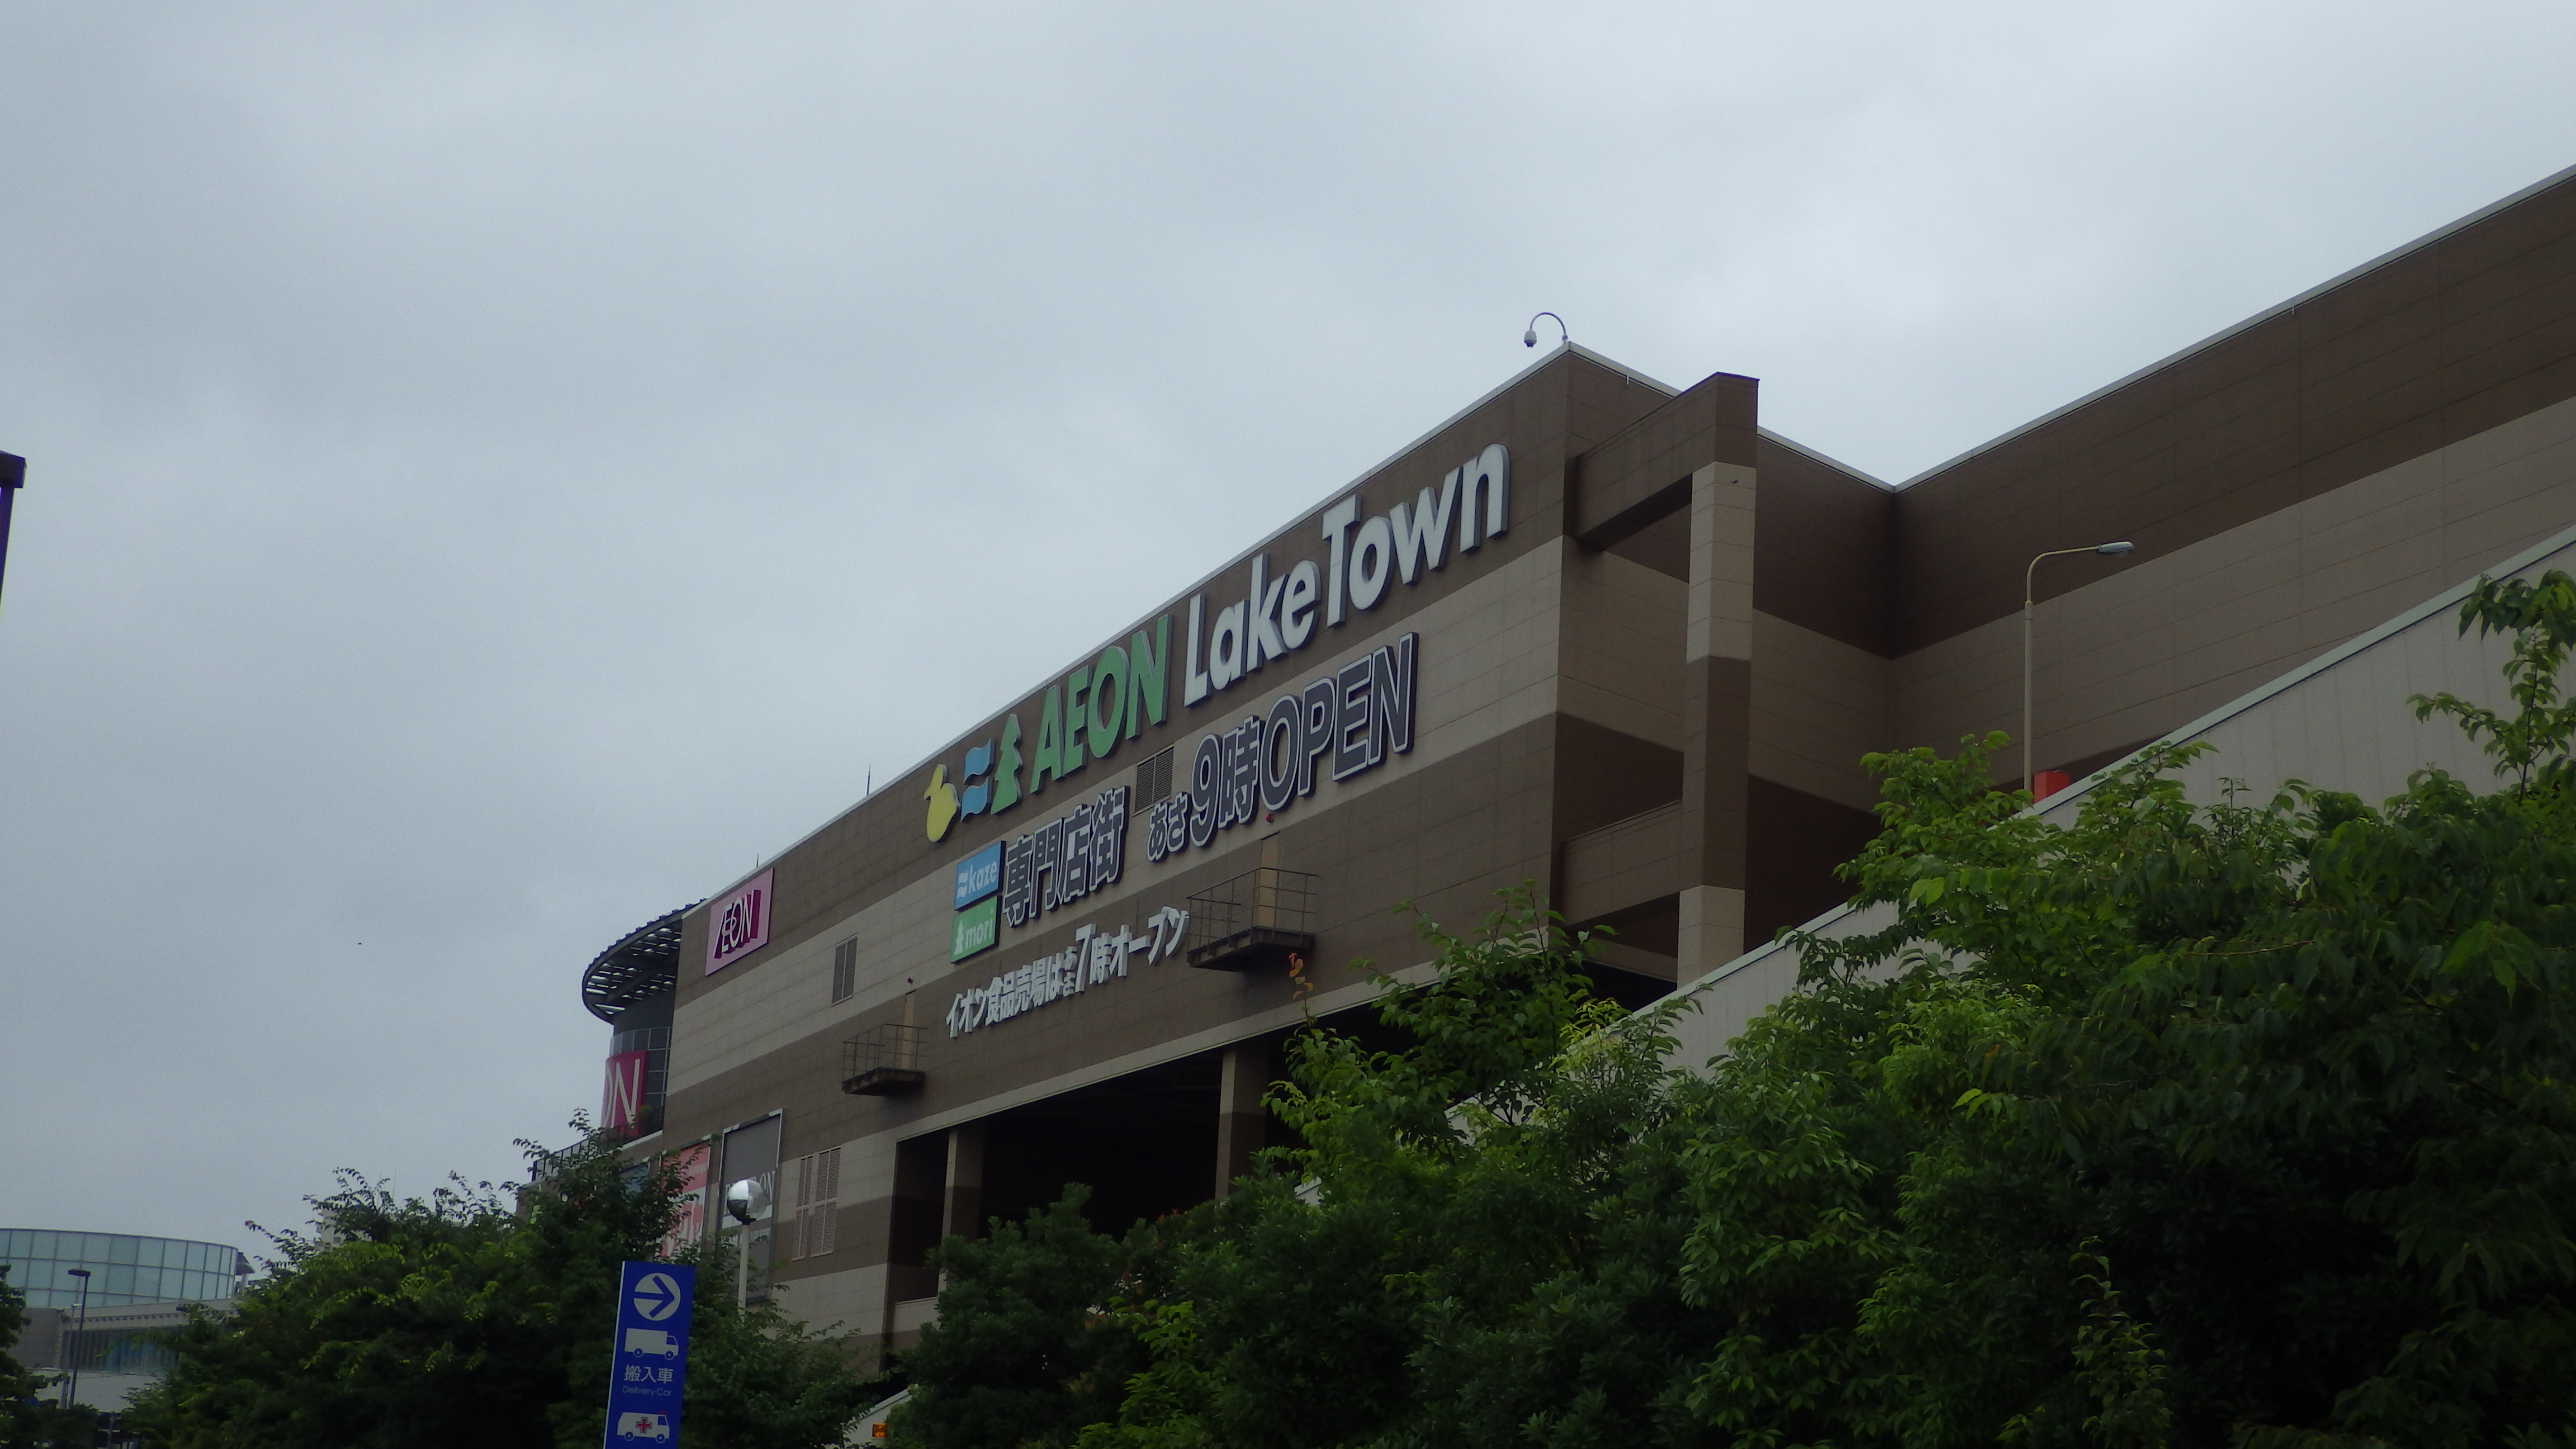 AEON LakeTown
kaze
mori
専門店街 あさ9時OPEN
イオン食品売場はあさ7時オープン
AEON
ON
搬入車
Delivery Car